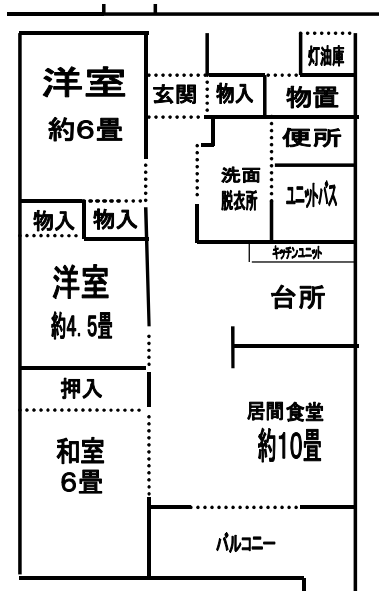 灯油庫
洋室
約6畳
玄関
物入
物置
便所
洗面
脱衣所
ユニットバス
物入
物入
キッチンユニット
洋室
約4.5畳
台所
押入
居間食堂
約10畳
和室
6畳
バルコニー